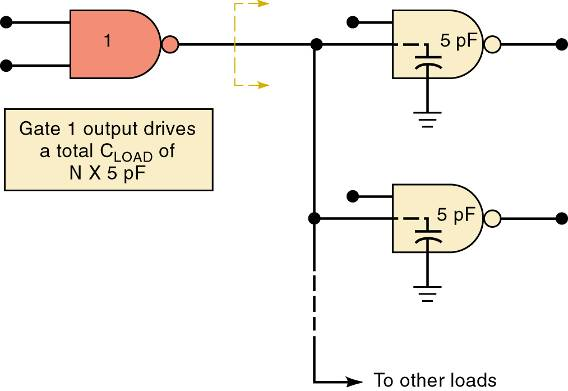 1
5 pF
Gate 1 output drives
a total CLOAD of
N X 5 pF
5 pF
To other loads